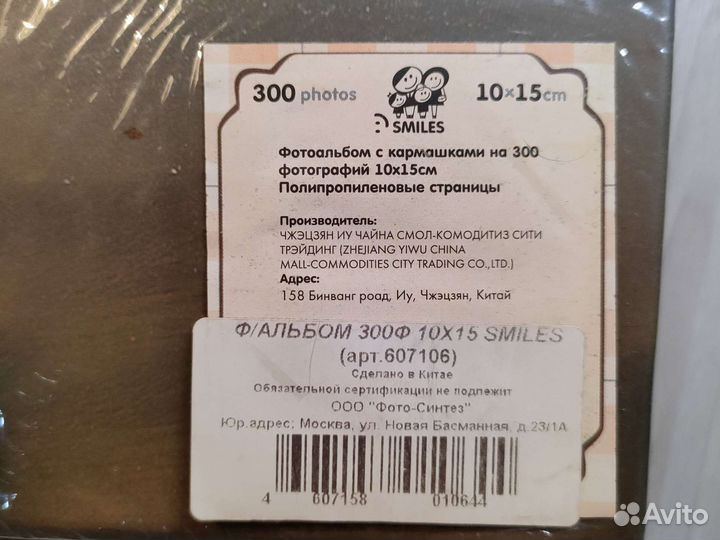 300 photos
10×15cm
SMILES
Фотоальбом с кармашками на 300
фотографий 10х15см
Полипропиленовые страницы
Производитель:
ЧЖЭЦЗЯН ИУ ЧАЙНА СМОЛ-КОМОДИТИЗ СИТИ
ТРЭЙДИНГ (ZHEJIANG YIWU CHINA
MALL-COMMODITIES CITY TRADING CO.,LTD.)
Адрес:
158 Бинванг роад, Иу, Чжэцзян, Китай
Ф/АЛЬБОМ 300Ф 10Х15 SMILES
(арт.607106)
Сделано в Китае
Обязательной сертификации не подлежит
ООО "Фото-Синтез"
Юр.адрес: Москва, ул. Новая Басманная, д.23/1А
4 607158 010644
Avito